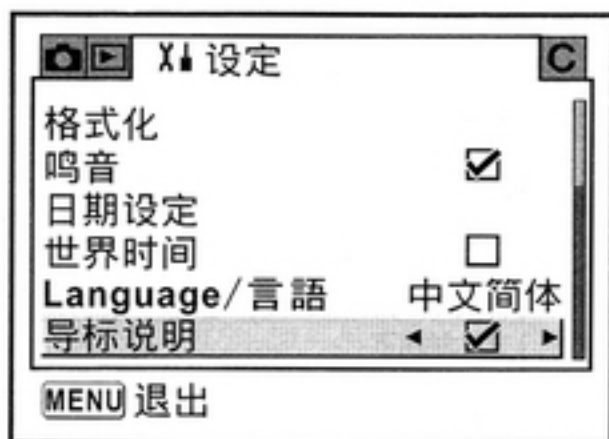 设定 C
格式化
鸣音
日期设定
世界时间
Language/言語 中文简体
导标说明
MENU 退出